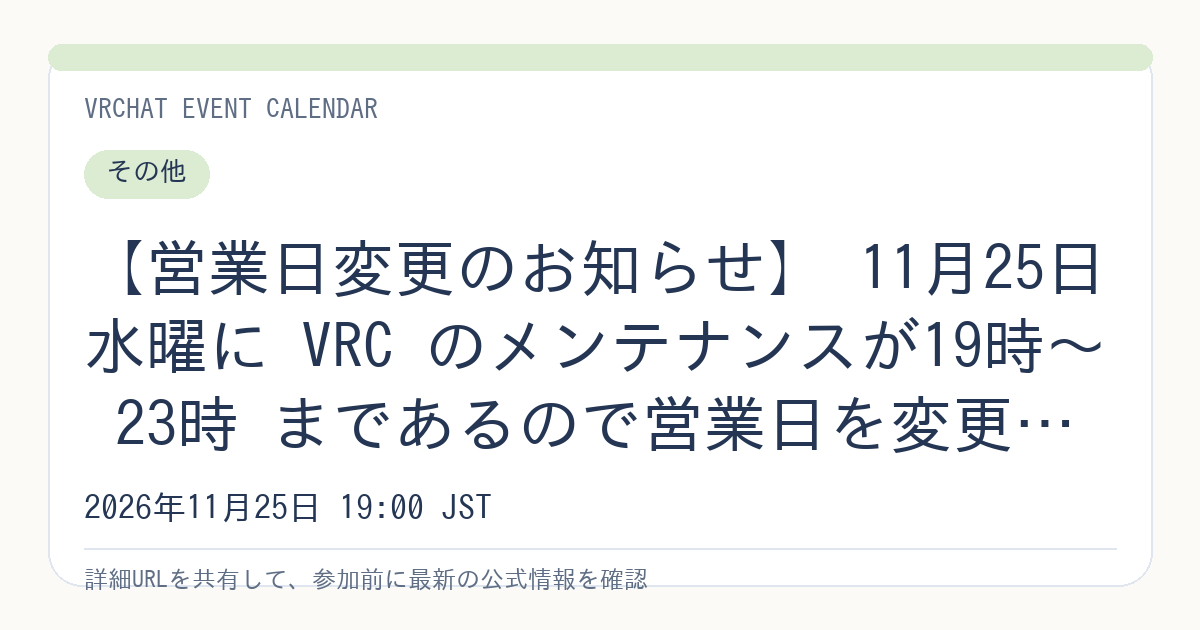 VRCHAT EVENT CALENDAR
その他
【営業日変更のお知らせ】 11月25日
水曜に VRC のメンテナンスが19時〜
23時 まであるので営業日を変更…
2026年11月25日 19:00 JST
詳細URLを共有して、参加前に最新の公式情報を確認